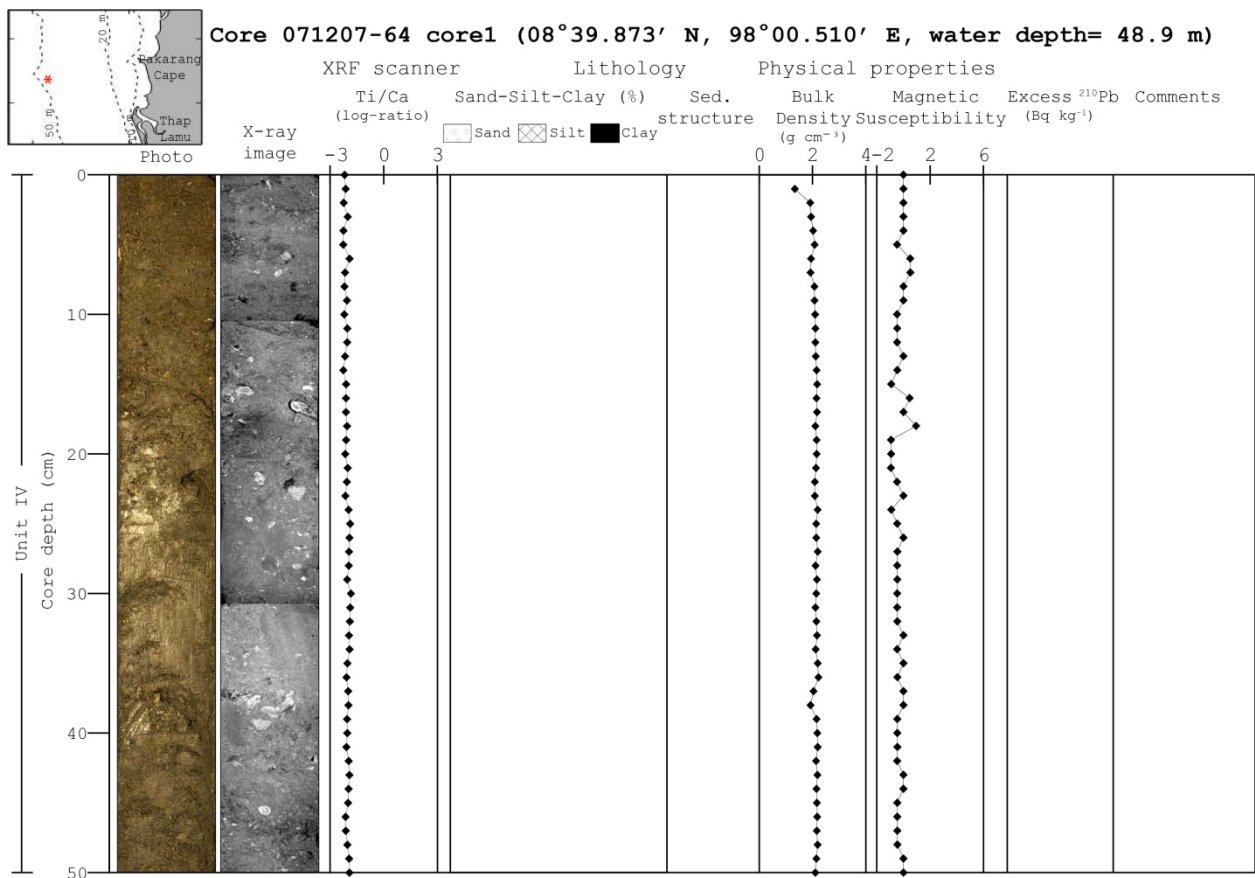 Core 071207-64 core1 (08°39.873′ N, 98°00.510′ E, water depth= 48.9 m)
20 m
Pakarang
Cape
50 m
Thap
Lamu
XRF scanner Lithology Physical properties
Ti/Ca Sand-Silt-Clay (%) Sed. Bulk Magnetic Excess ²¹⁰Pb Comments
(log-ratio) structure Density Susceptibility (Bq kg⁻¹)
X-ray Sand Silt Clay (g cm⁻³)
Photo image
-3 0 3 0 2 4 -2 2 6
0
10
20
30
40
50
Core depth (cm)
Unit IV